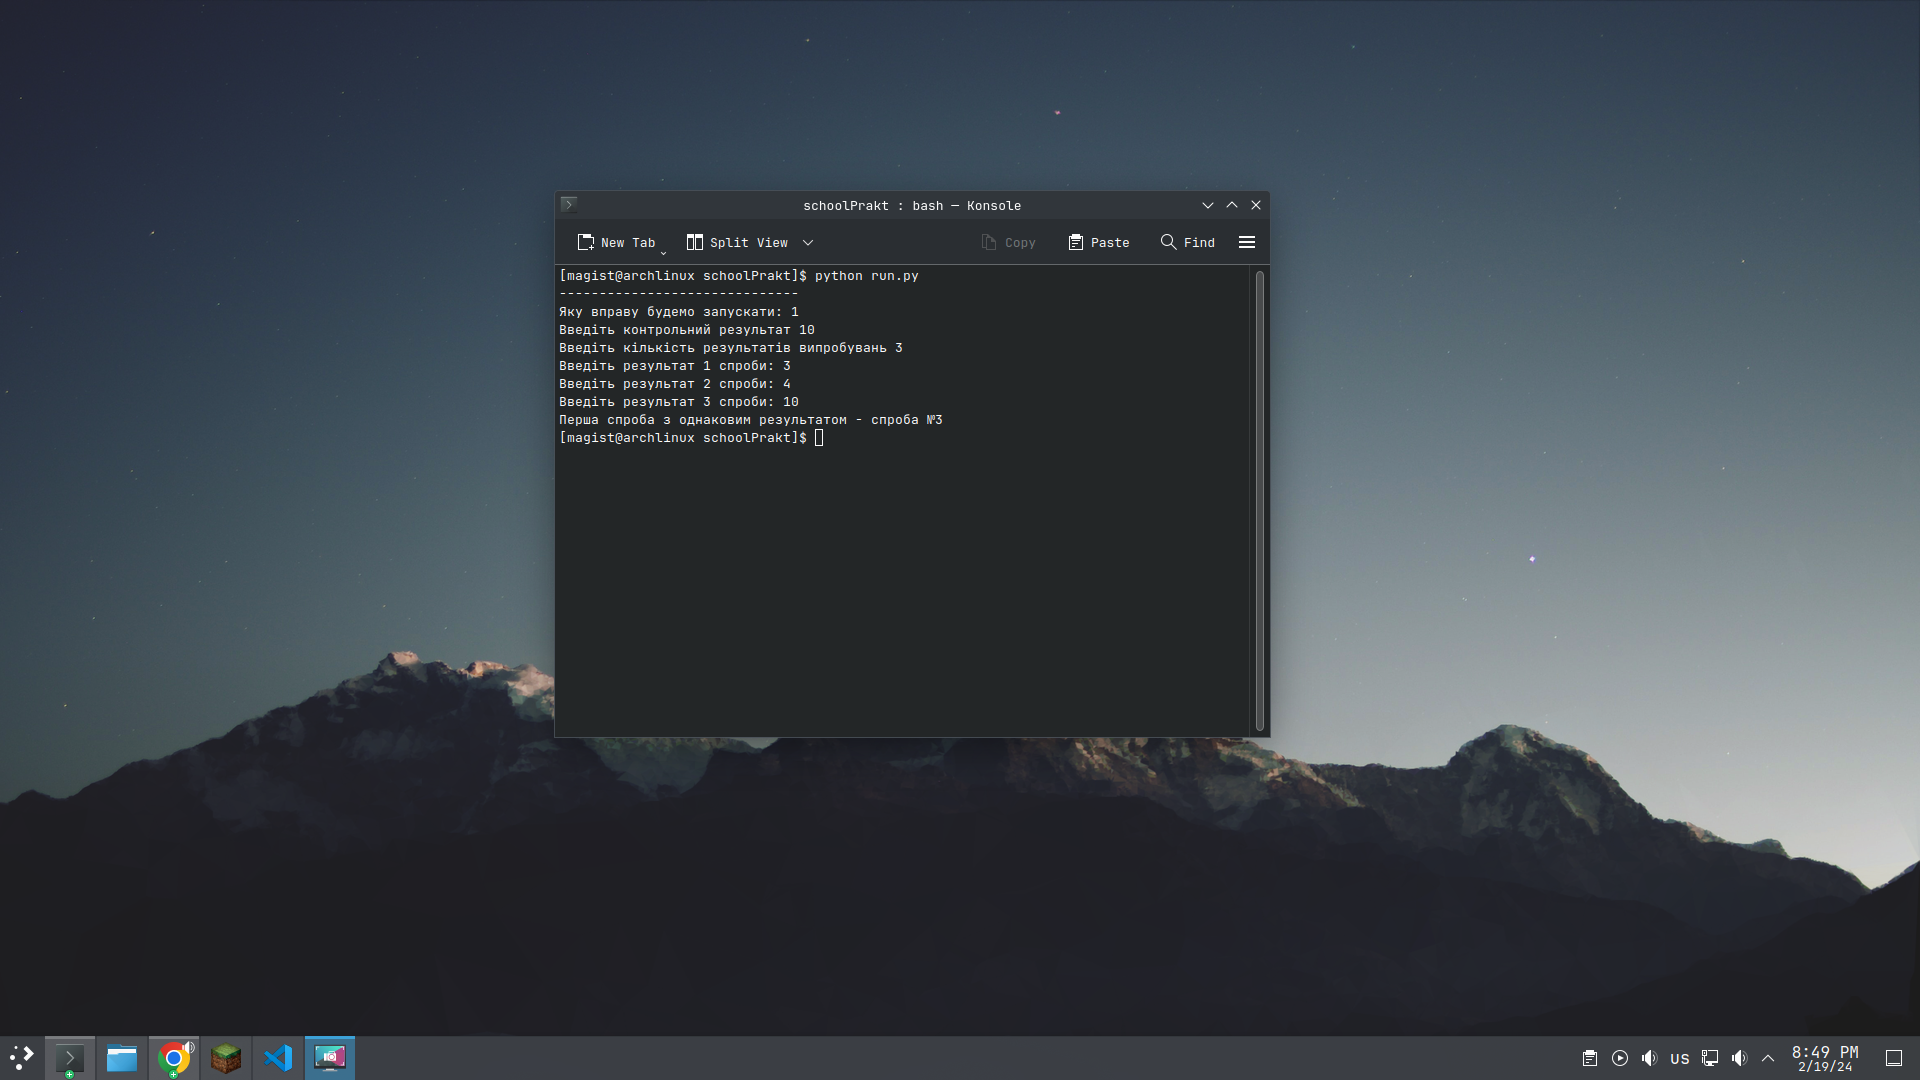 schoolPrakt : bash — Konsole
New Tab
Split View
Copy
Paste
Find
[magist@archlinux schoolPrakt]$ python run.py
------------------------------
Яку вправу будемо запускати: 1
Введіть контрольний результат 10
Введіть кількість результатів випробувань 3
Введіть результат 1 спроби: 3
Введіть результат 2 спроби: 4
Введіть результат 3 спроби: 10
Перша спроба з однаковим результатом - спроба №3
[magist@archlinux schoolPrakt]$
US
8:49 PM
2/19/24